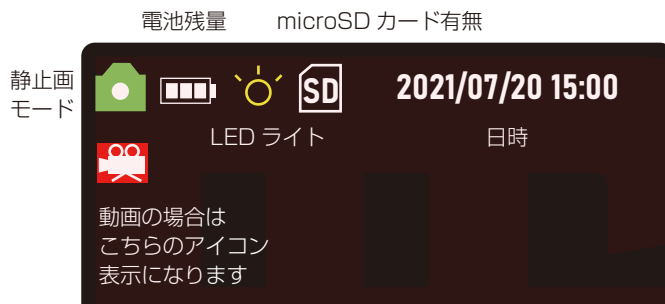 電池残量 microSD カード有無
静止画
モード
SD 2021/07/20 15:00
LED ライト 日時
動画の場合は
こちらのアイコン
表示になります